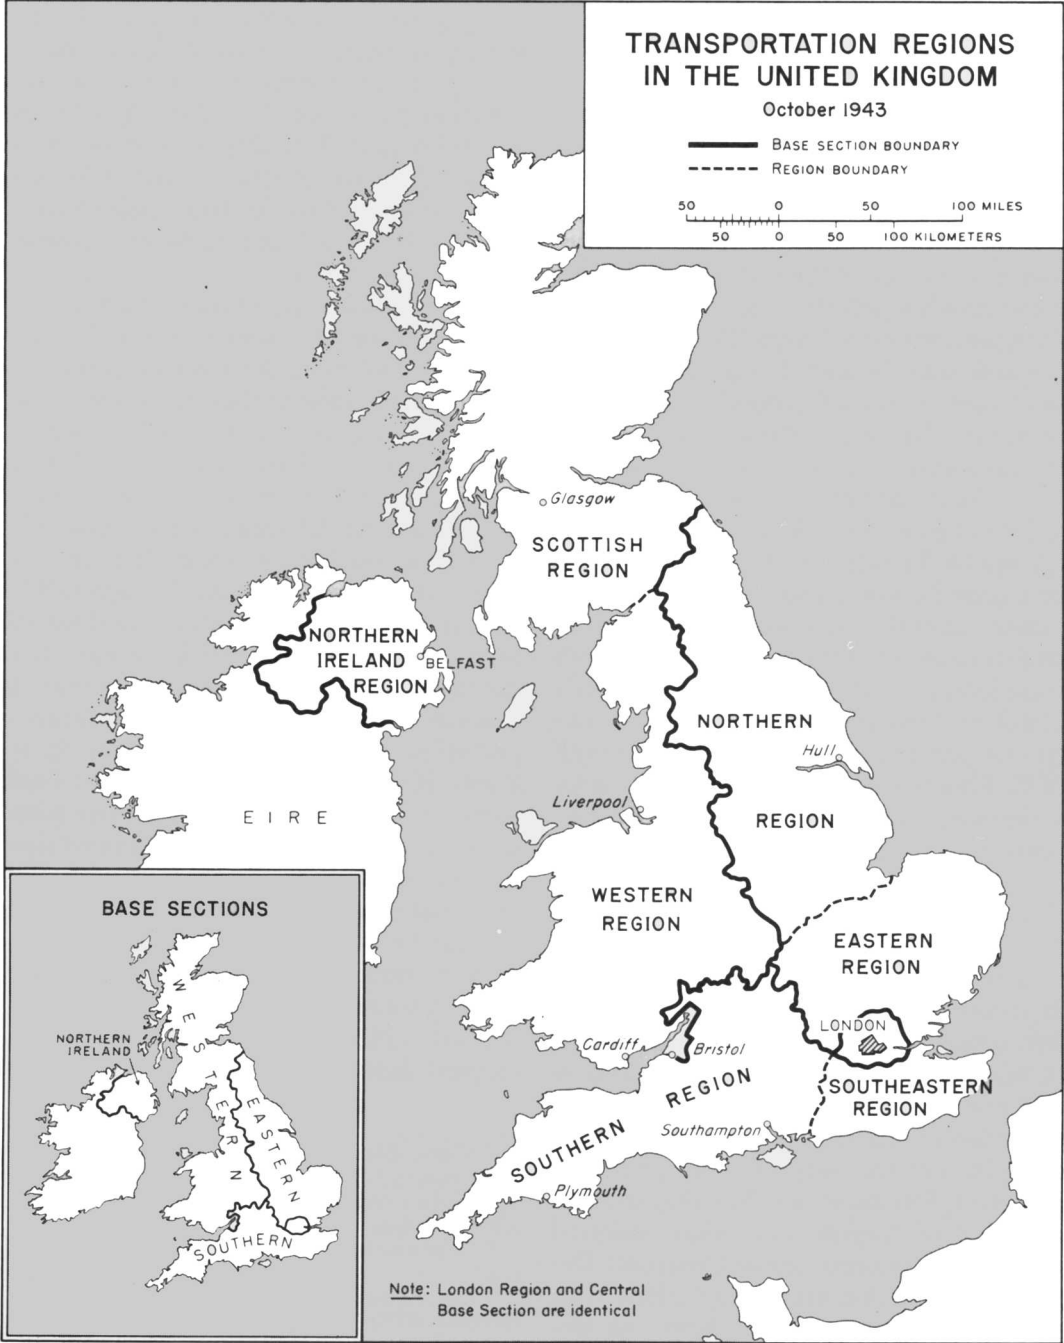 TRANSPORTATION REGIONS
IN THE UNITED KINGDOM
October 1943
BASE SECTION BOUNDARY
REGION BOUNDARY
50 0 50 100 MILES
50 0 50 100 KILOMETERS
Glasgow
SCOTTISH
REGION
NORTHERN
IRELAND
REGION
BELFAST
NORTHERN
REGION
Hull
Liverpool
EIRE
WESTERN
REGION
EASTERN
REGION
LONDON
Cardiff
Bristol
SOUTHERN REGION
SOUTHEASTERN
REGION
Southampton
Plymouth
BASE SECTIONS
NORTHERN
IRELAND
WESTERN
EASTERN
SOUTHERN
Note: London Region and Central
Base Section are identical